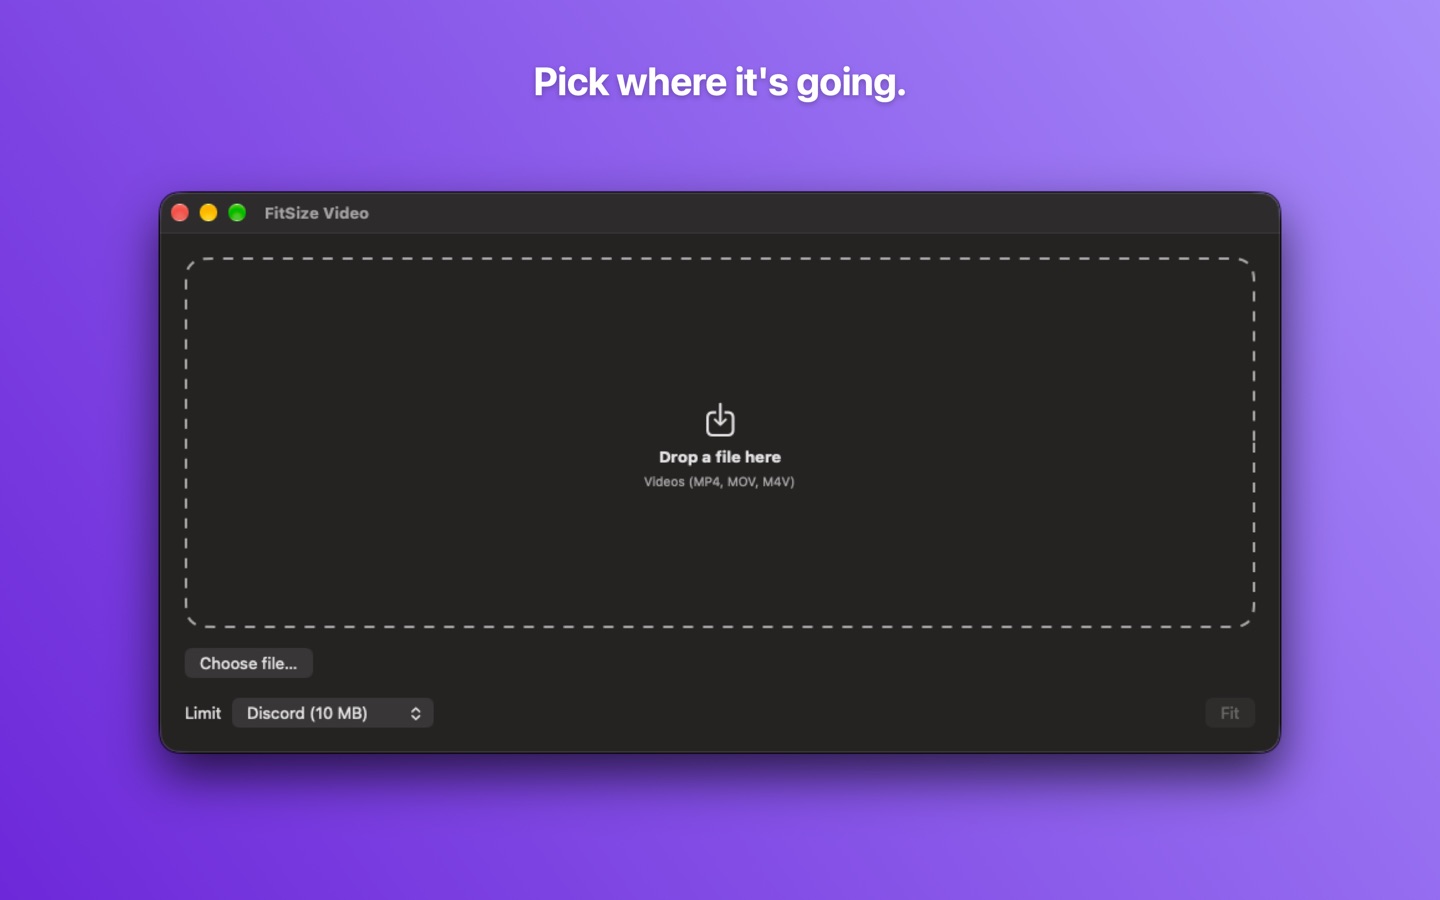 Pick where it's going.
FitSize Video
Drop a file here
Videos (MP4, MOV, M4V)
Choose file...
Limit
Discord (10 MB)
Fit